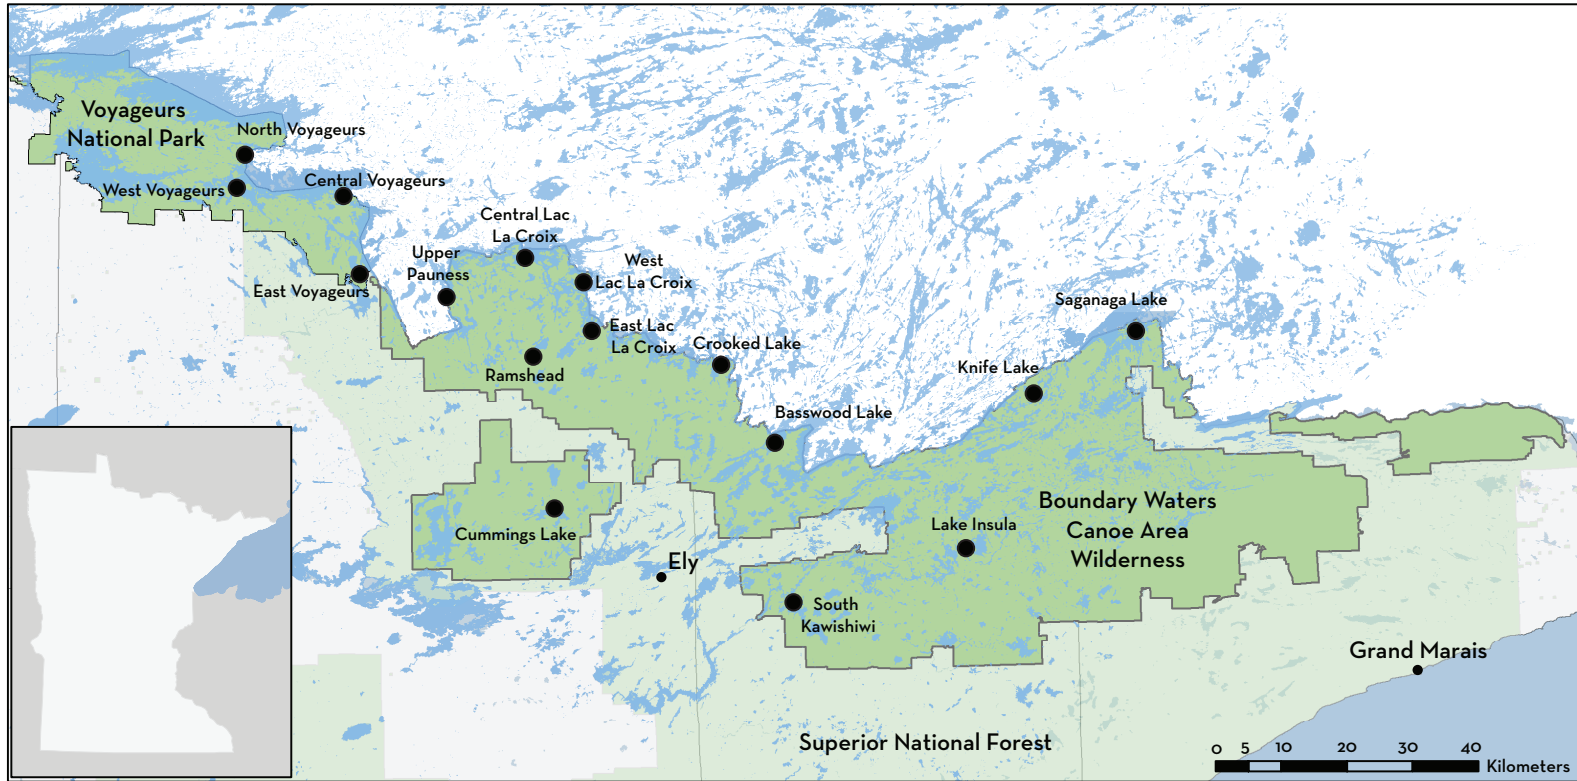 Voyageurs
National Park
North Voyageurs
West Voyageurs
Central Voyageurs
East Voyageurs
Upper
Pauness
Central Lac
La Croix
West
Lac La Croix
East Lac
La Croix
Ramshead
Crooked Lake
Basswood Lake
Saganaga Lake
Knife Lake
Cummings Lake
Ely
Lake Insula
Boundary Waters
Canoe Area
Wilderness
South
Kawishiwi
Grand Marais
Superior National Forest
0 5 10 20 30 40
Kilometers